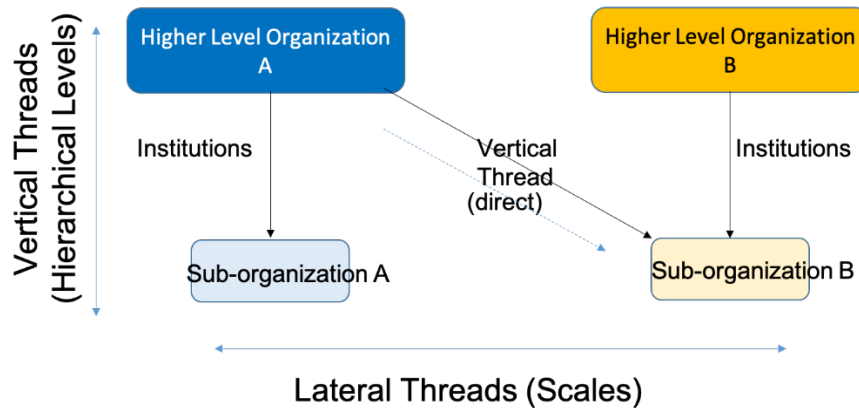 Higher Level Organization
A
Higher Level Organization
B
Vertical Threads
(Hierarchical Levels)
Institutions
Vertical
Thread
(direct)
Institutions
Sub-organization A
Sub-organization B
Lateral Threads (Scales)